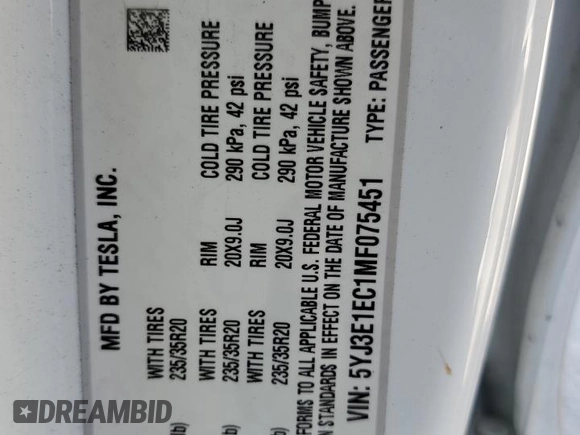 MFD BY TESLA, INC.
WITH TIRES
235/35R20
WITH TIRES RIM COLD TIRE PRESSURE
235/35R20 20X9.0J 290 kPa, 42 psi
WITH TIRES RIM COLD TIRE PRESSURE
235/35R20 20X9.0J 290 kPa, 42 psi
FORMS TO ALL APPLICABLE U.S. FEDERAL MOTOR VEHICLE SAFETY, BUMP
N STANDARDS IN EFFECT ON THE DATE OF MANUFACTURE SHOWN ABOVE.
VIN: 5YJ3E1EC1MF075451 TYPE: PASSENGER
DREAMBID